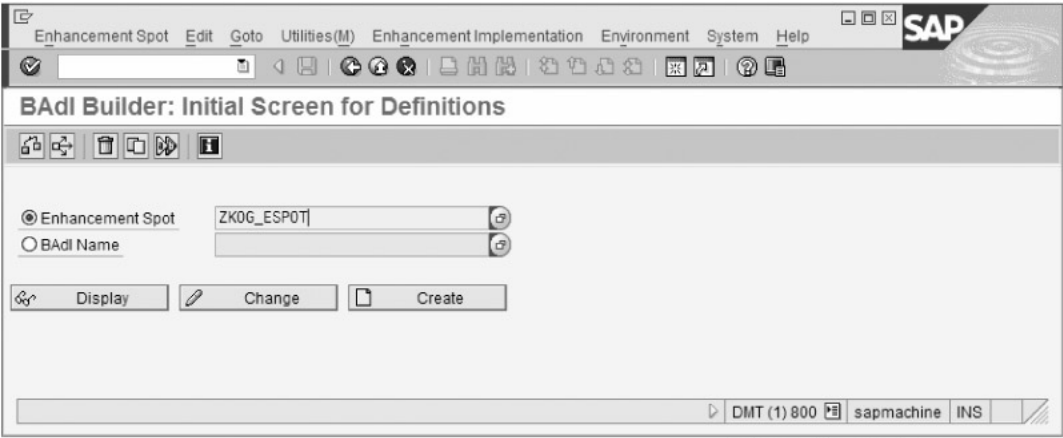 Enhancement Spot Edit Goto Utilities(M) Enhancement Implementation Environment System Help
SAP
BAdI Builder: Initial Screen for Definitions
Enhancement Spot ZKOG_ESPOT
BAdI Name
Display Change Create
DMT (1) 800 sapmachine INS